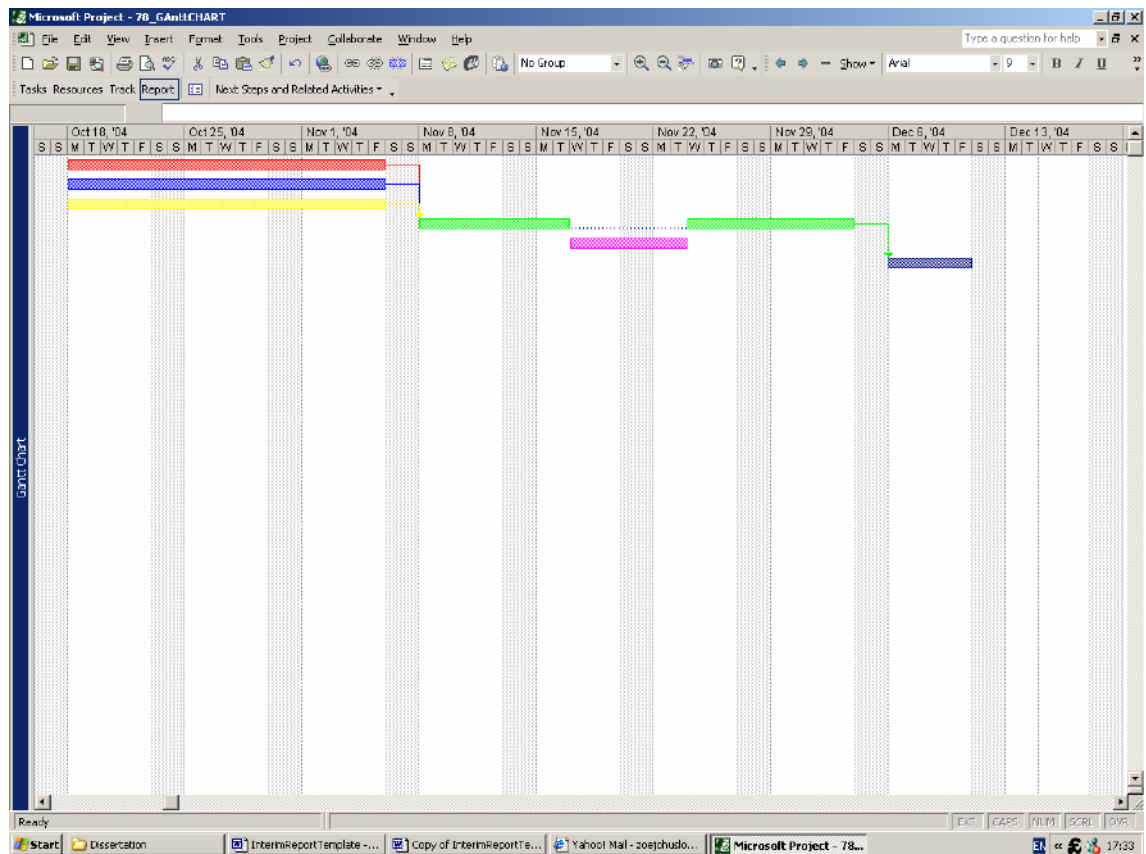 Microsoft Project - 78_GAnttCHART
File Edit View Insert Format Tools Project Collaborate Window Help Type a question for help
No Group Show Arial 9 B I U
Tasks Resources Track Report Next Steps and Related Activities
Oct 18, '04 Oct 25, '04 Nov 1, '04 Nov 8, '04 Nov 15, '04 Nov 22, '04 Nov 29, '04 Dec 6, '04 Dec 13, '04
S S M T W T F S S M T W T F S S M T W T F S S M T W T F S S M T W T F S S M T W T F S S M T W T F S S M T W T F S S M T W T F S S
Gantt Chart
Ready EXT CAPS NUM SCRL OVR
Start Dissertation InterimReportTemplate -... Copy of InterimReportTe... Yahoo! Mail - zoejohuslo... Microsoft Project - 78... EN « 17:33